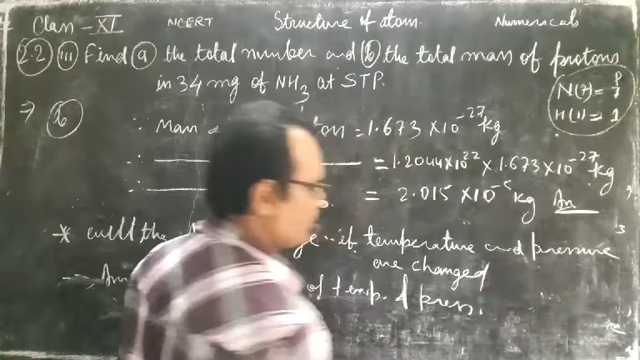 Class - XI NCERT Structure of atom. Numericals
2.2 (iii) Find (a) the total number and (b) the total mass of protons
in 34 mg of NH3 at STP.
N(7) = P
7
H(1) = 1
⇒ (b) ∵ Mass = 1.673 × 10^-27 kg
∴ = 1.2044 × 10^22 × 1.673 × 10^-27 kg
∴ = 2.015 × 10^-5 kg Ans
* will the if temperature and pressure
are changed
→ Ans of temp. & press.